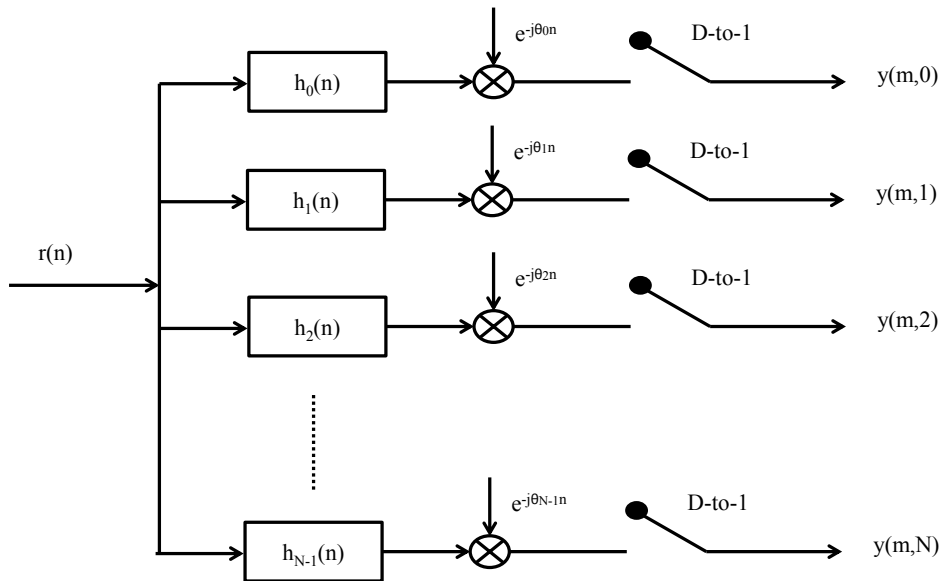 e-jθ0n D-to-1
h0(n) y(m,0)
e-jθ1n D-to-1
h1(n) y(m,1)
r(n)
e-jθ2n D-to-1
h2(n) y(m,2)
e-jθN-1n D-to-1
hN-1(n) y(m,N)